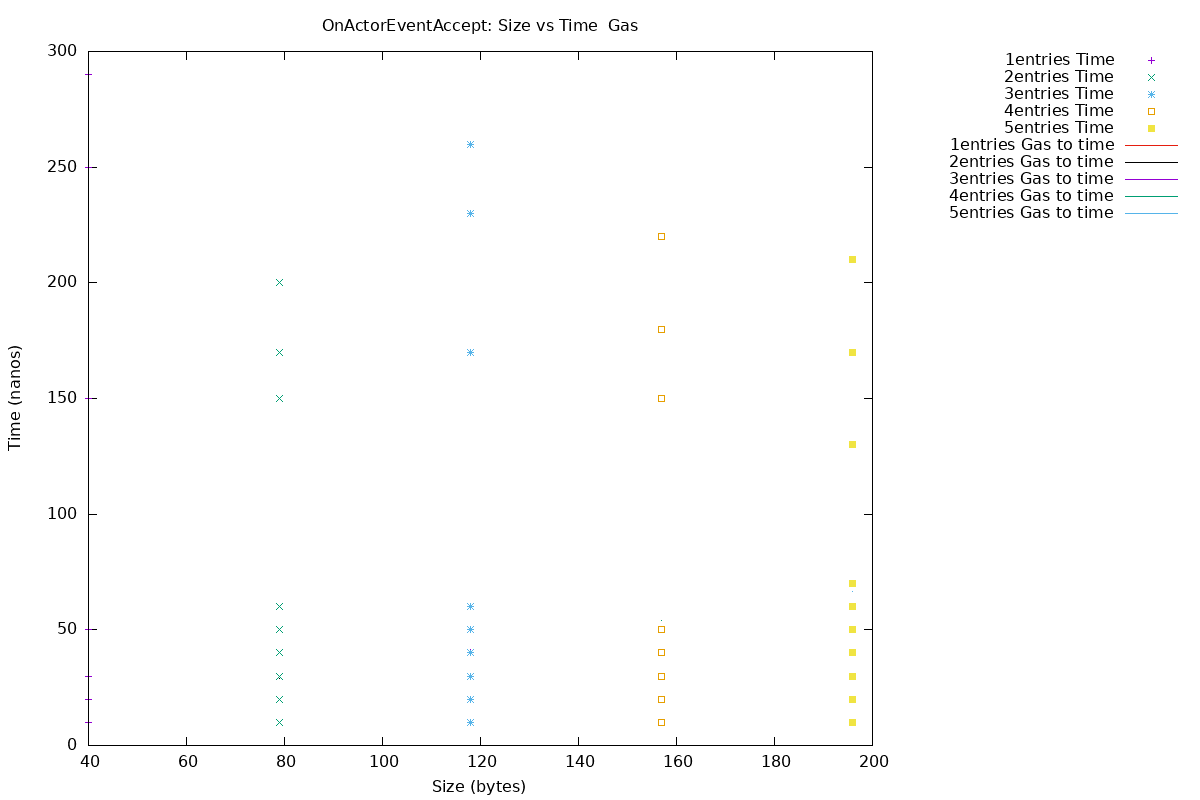 OnActorEventAccept: Size vs Time  Gas
300
250
200
150
100
50
0
40
60
80
100
120
140
160
180
200
Time (nanos)
Size (bytes)
1entries Time
2entries Time
3entries Time
4entries Time
5entries Time
1entries Gas to time
2entries Gas to time
3entries Gas to time
4entries Gas to time
5entries Gas to time